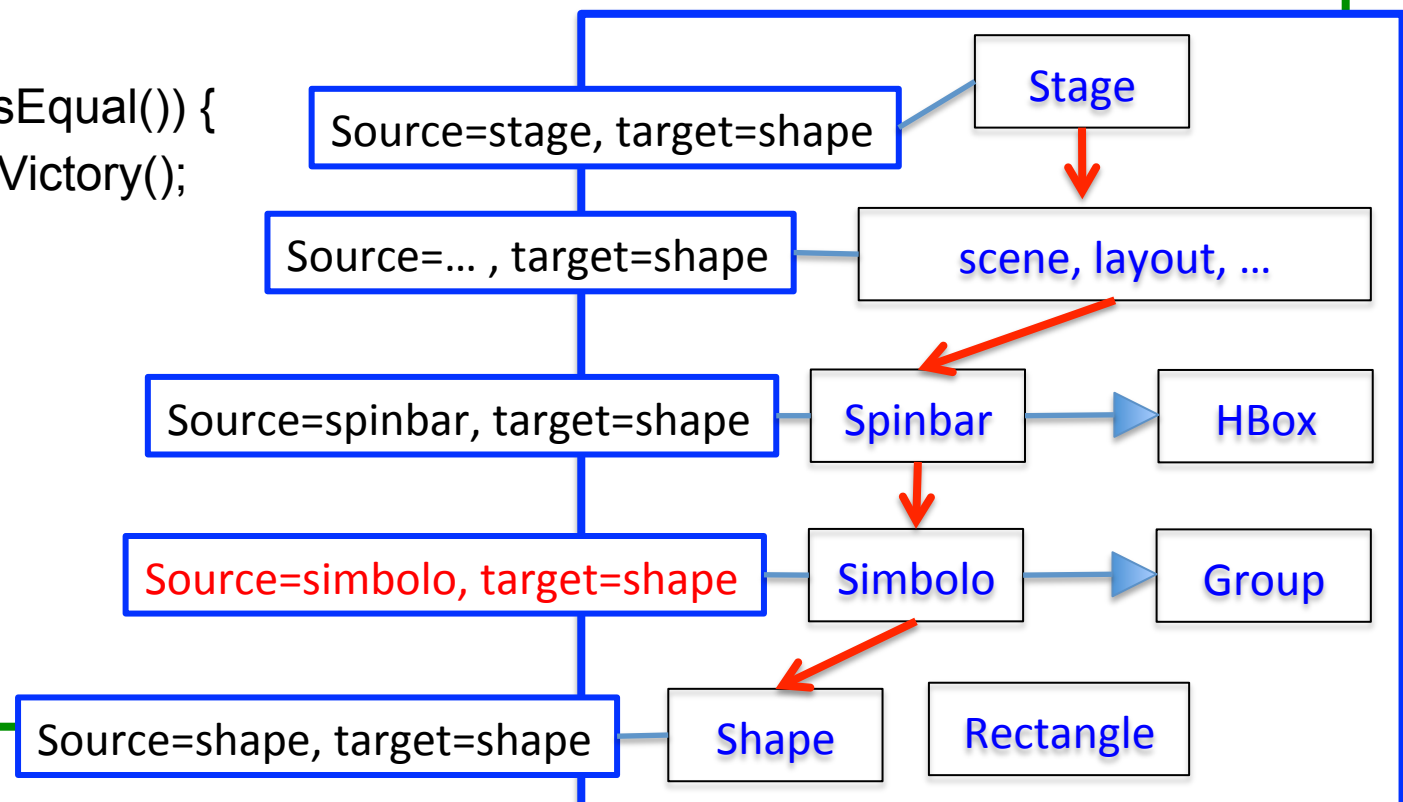 sEqual()) {
Victory();
Stage
Source=stage, target=shape
Source=… , target=shape
scene, layout, …
Source=spinbar, target=shape
Spinbar
HBox
Source=simbolo, target=shape
Simbolo
Group
Source=shape, target=shape
Shape
Rectangle